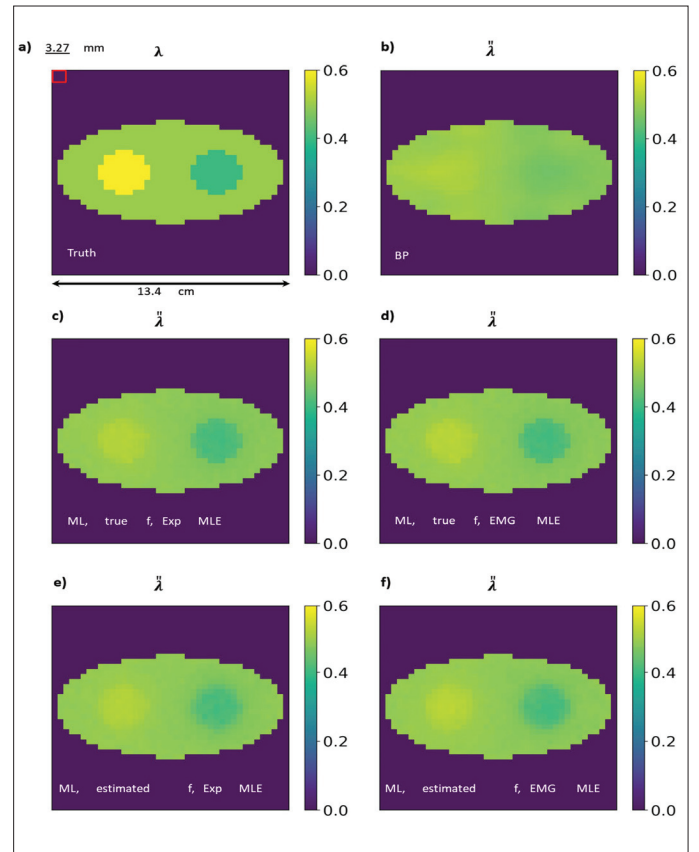 a) 3.27 mm λ
b) λ̈
0.6
0.4
0.2
0.0
Truth
13.4 cm
0.6
0.4
0.2
0.0
BP
c) λ̈
d) λ̈
0.6
0.4
0.2
0.0
ML, true f, Exp MLE
0.6
0.4
0.2
0.0
ML, true f, EMG MLE
e) λ̈
f) λ̈
0.6
0.4
0.2
0.0
ML, estimated f, Exp MLE
0.6
0.4
0.2
0.0
ML, estimated f, EMG MLE